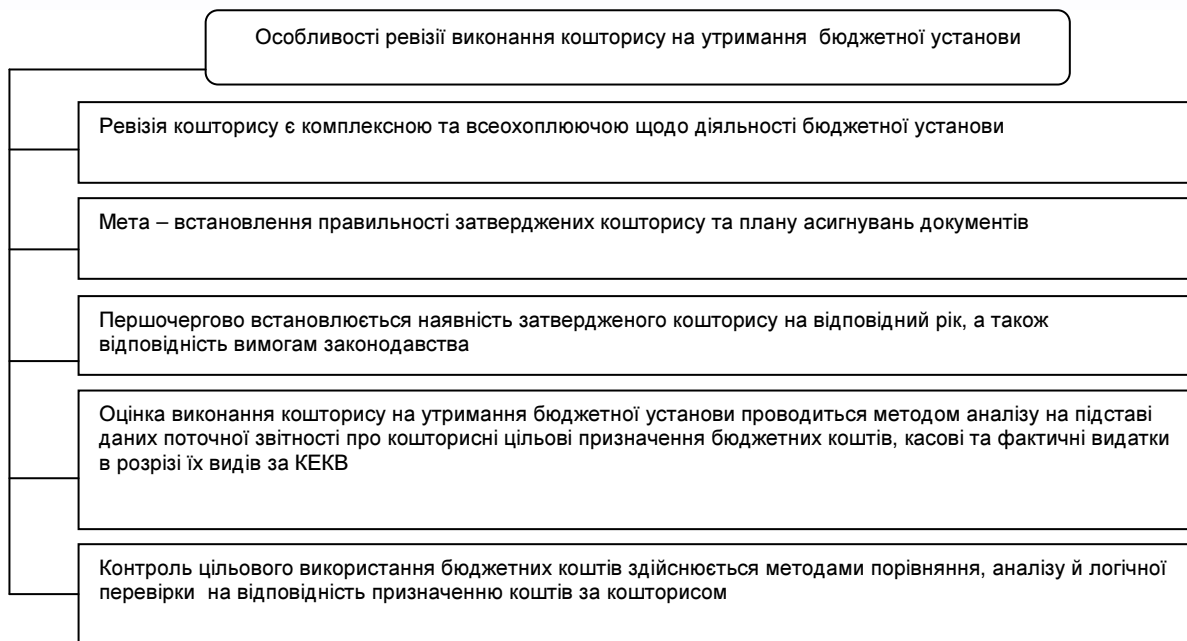 Особливості ревізії виконання кошторису на утримання бюджетної установи
Ревізія кошторису є комплексною та всеохоплюючою щодо діяльності бюджетної установи
Мета – встановлення правильності затверджених кошторису та плану асигнувань документів
Першочергово встановлюється наявність затвердженого кошторису на відповідний рік, а також
відповідність вимогам законодавства
Оцінка виконання кошторису на утримання бюджетної установи проводиться методом аналізу на підставі
даних поточної звітності про кошторисні цільові призначення бюджетних коштів, касові та фактичні видатки
в розрізі їх видів за КЕКВ
Контроль цільового використання бюджетних коштів здійснюється методами порівняння, аналізу й логічної
перевірки на відповідність призначенню коштів за кошторисом